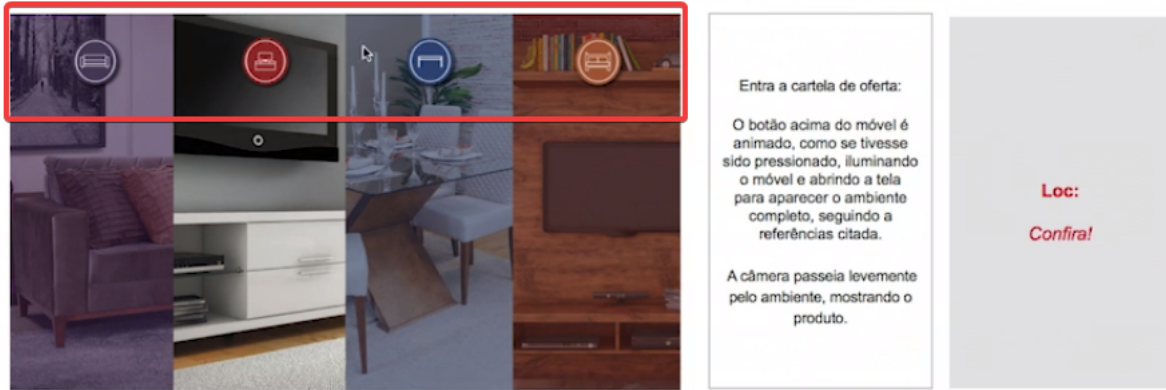 Entra a cartela de oferta:
O botão acima do móvel é
animado, como se tivesse
sido pressionado, iluminando
o móvel e abrindo a tela
para aparecer o ambiente
completo, seguindo a
referências citada.
A câmera passeia levemente
pelo ambiente, mostrando o
produto.
Loc:
Confira!